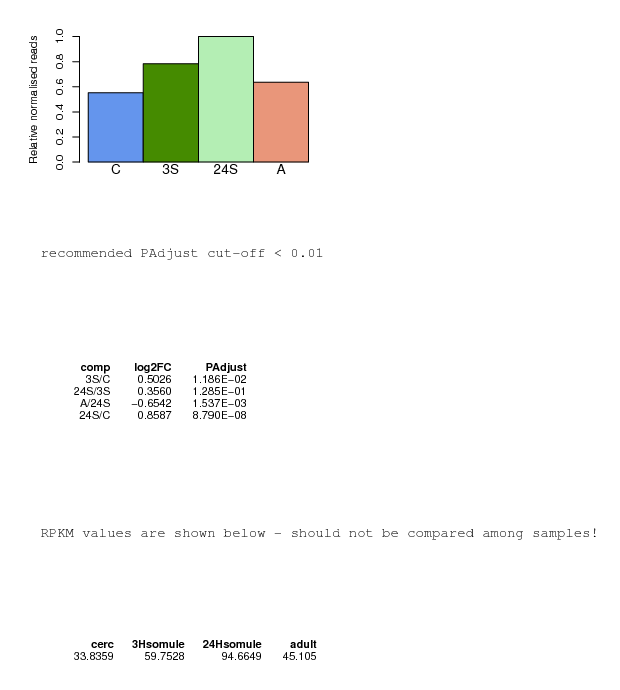 Relative normalised reads
1.0
0.8
0.6
0.4
0.2
0.0
C 3S 24S A
recommended PAdjust cut-off < 0.01
comp log2FC PAdjust
3S/C 0.5026 1.186E−02
24S/3S 0.3560 1.285E−01
A/24S −0.6542 1.537E−03
24S/C 0.8587 8.790E−08
RPKM values are shown below - should not be compared among samples!
cerc 3Hsomule 24Hsomule adult
33.8359 59.7528 94.6649 45.105